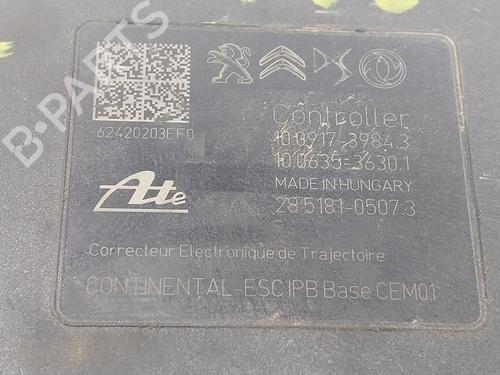 62420203EF0
Controller
10.0917-3984.3
10.0635-3630.1
MADE IN HUNGARY
28.5181-0507.3
Ate
Correcteur Electronique de Trajectoire
CONTINENTAL-ESC IPB Base CEM01
B-PARTS